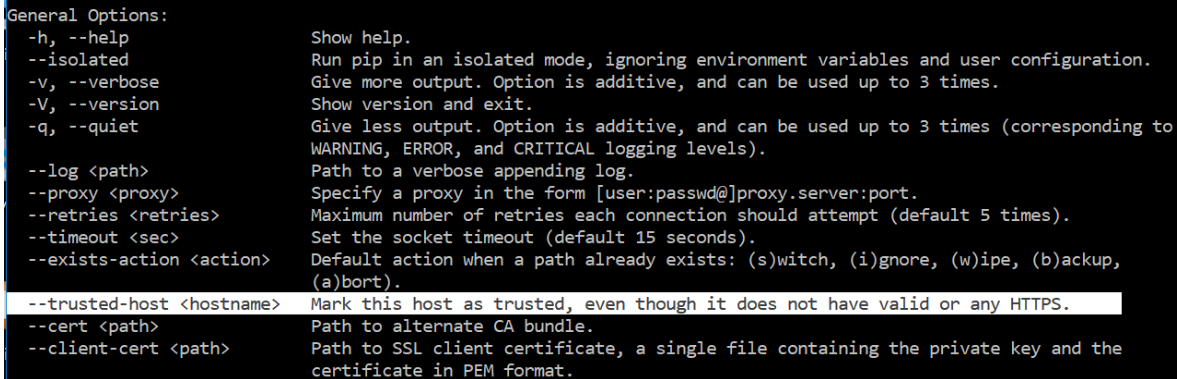 General Options:
-h, --help Show help.
--isolated Run pip in an isolated mode, ignoring environment variables and user configuration.
-v, --verbose Give more output. Option is additive, and can be used up to 3 times.
-V, --version Show version and exit.
-q, --quiet Give less output. Option is additive, and can be used up to 3 times (corresponding to
WARNING, ERROR, and CRITICAL logging levels).
--log <path> Path to a verbose appending log.
--proxy <proxy> Specify a proxy in the form [user:passwd@]proxy.server:port.
--retries <retries> Maximum number of retries each connection should attempt (default 5 times).
--timeout <sec> Set the socket timeout (default 15 seconds).
--exists-action <action> Default action when a path already exists: (s)witch, (i)gnore, (w)ipe, (b)ackup,
(a)bort).
--trusted-host <hostname> Mark this host as trusted, even though it does not have valid or any HTTPS.
--cert <path> Path to alternate CA bundle.
--client-cert <path> Path to SSL client certificate, a single file containing the private key and the
certificate in PEM format.